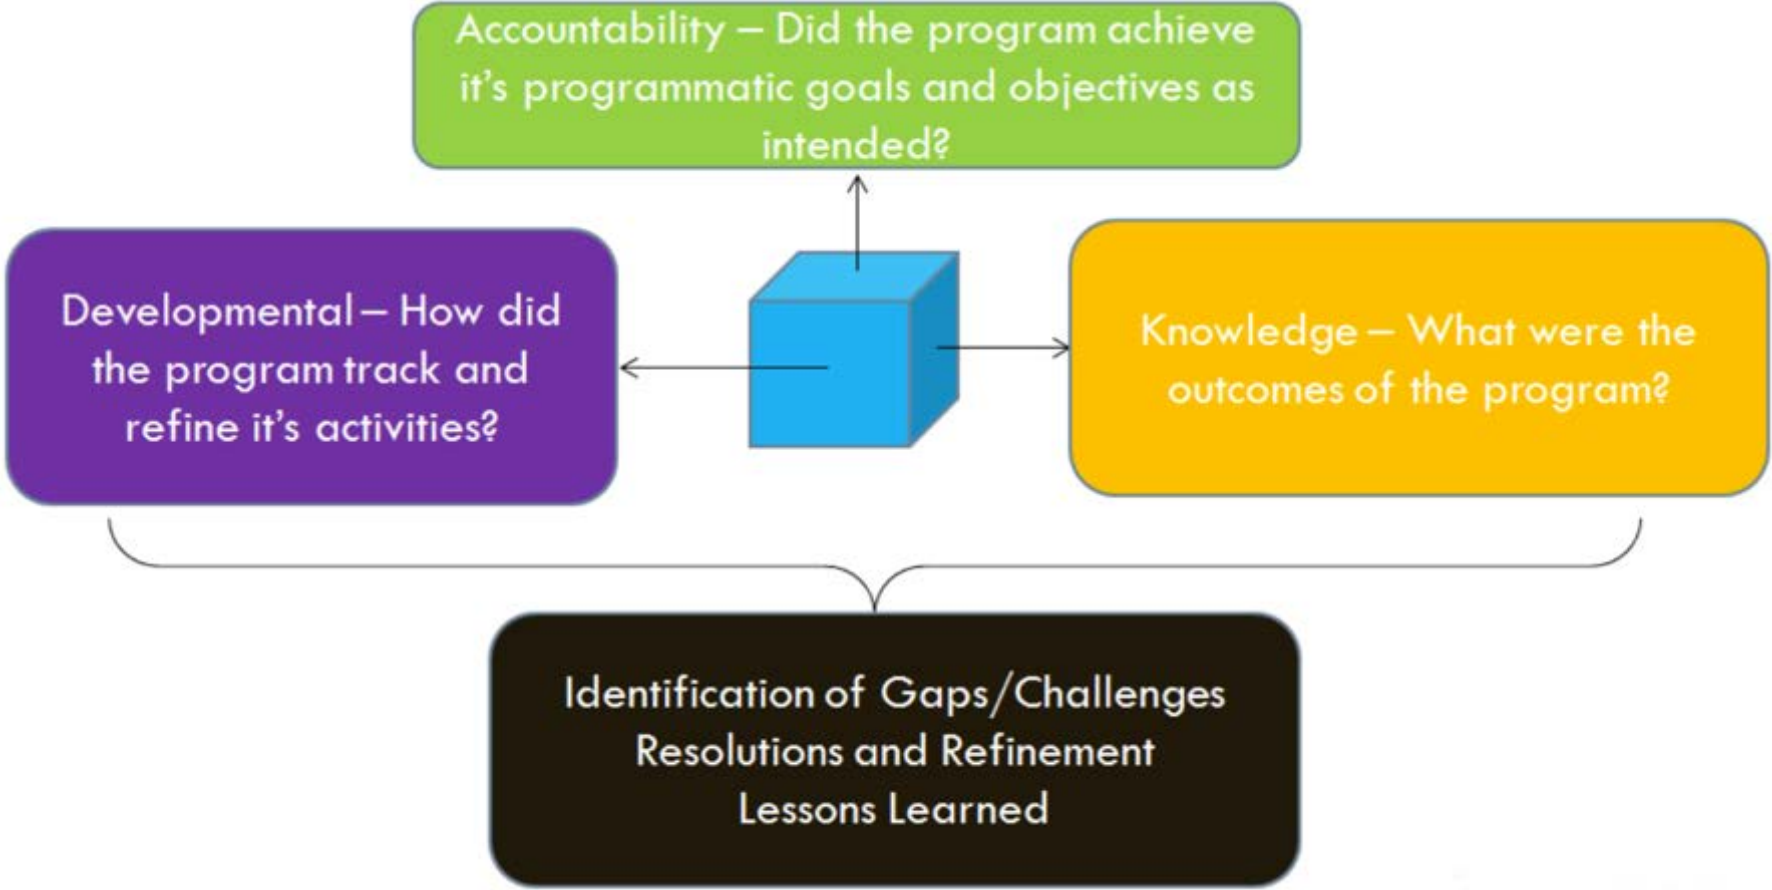 Accountability – Did the program achieve
it's programmatic goals and objectives as
intended?
Developmental – How did
the program track and
refine it's activities?
Knowledge – What were the
outcomes of the program?
Identification of Gaps/Challenges
Resolutions and Refinement
Lessons Learned